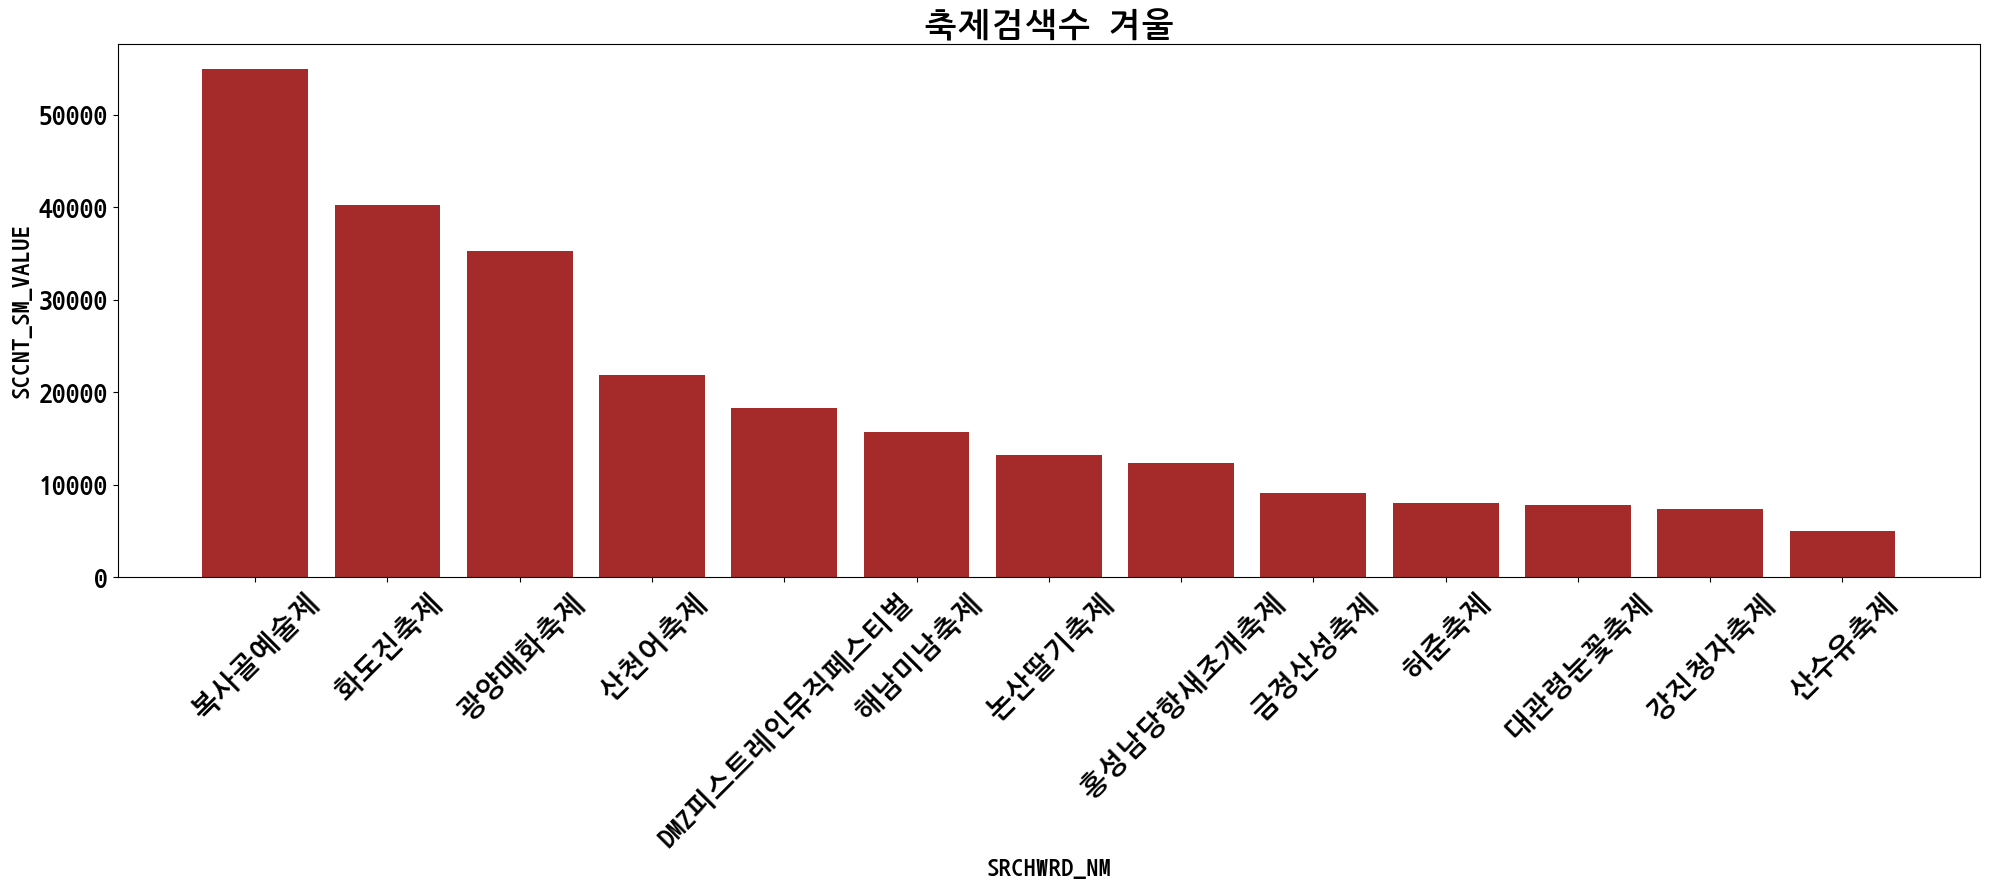 축제검색수 겨울
SCCNT_SM_VALUE
50000
40000
30000
20000
10000
0
복사골예술제
화도진축제
광양매화축제
산천어축제
DMZ피스트레인뮤직페스티벌
해남미남축제
논산딸기축제
홍성남당항새조개축제
금정산성축제
허준축제
대관령눈꽃축제
강진청자축제
산수유축제
SRCHWRD_NM